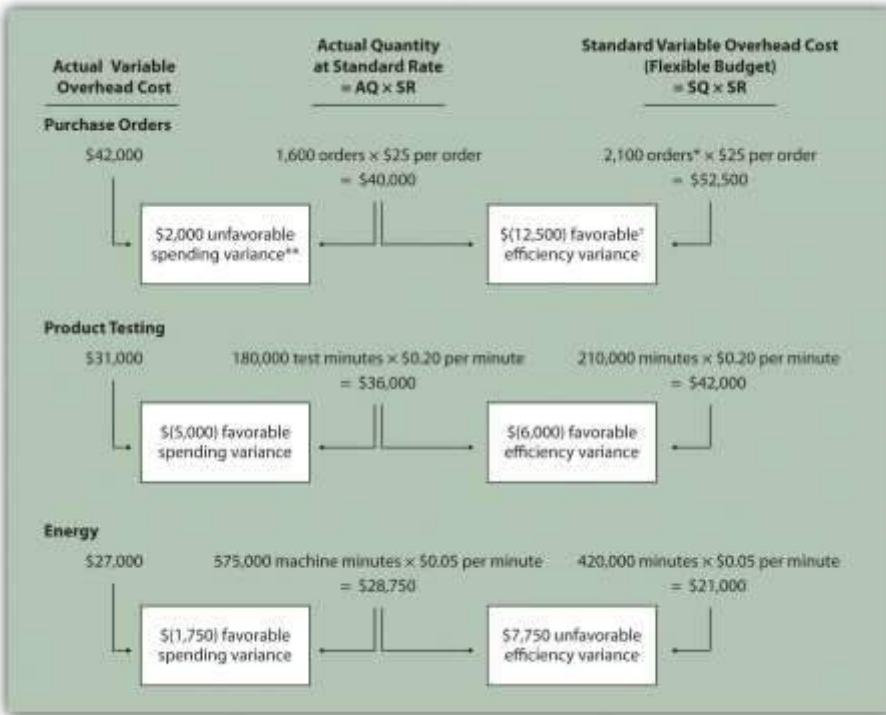 Actual Variable
Overhead Cost
Actual Quantity
at Standard Rate
= AQ × SR
Standard Variable Overhead Cost
(Flexible Budget)
= SQ × SR
Purchase Orders
$42,000
1,600 orders × $25 per order
= $40,000
2,100 orders* × $25 per order
= $52,500
$2,000 unfavorable
spending variance**
$(12,500) favorable
efficiency variance
Product Testing
$31,000
180,000 test minutes × $0.20 per minute
= $36,000
210,000 minutes × $0.20 per minute
= $42,000
$(5,000) favorable
spending variance
$(6,000) favorable
efficiency variance
Energy
$27,000
575,000 machine minutes × $0.05 per minute
= $28,750
420,000 minutes × $0.05 per minute
= $21,000
$(1,750) favorable
spending variance
$7,750 unfavorable
efficiency variance